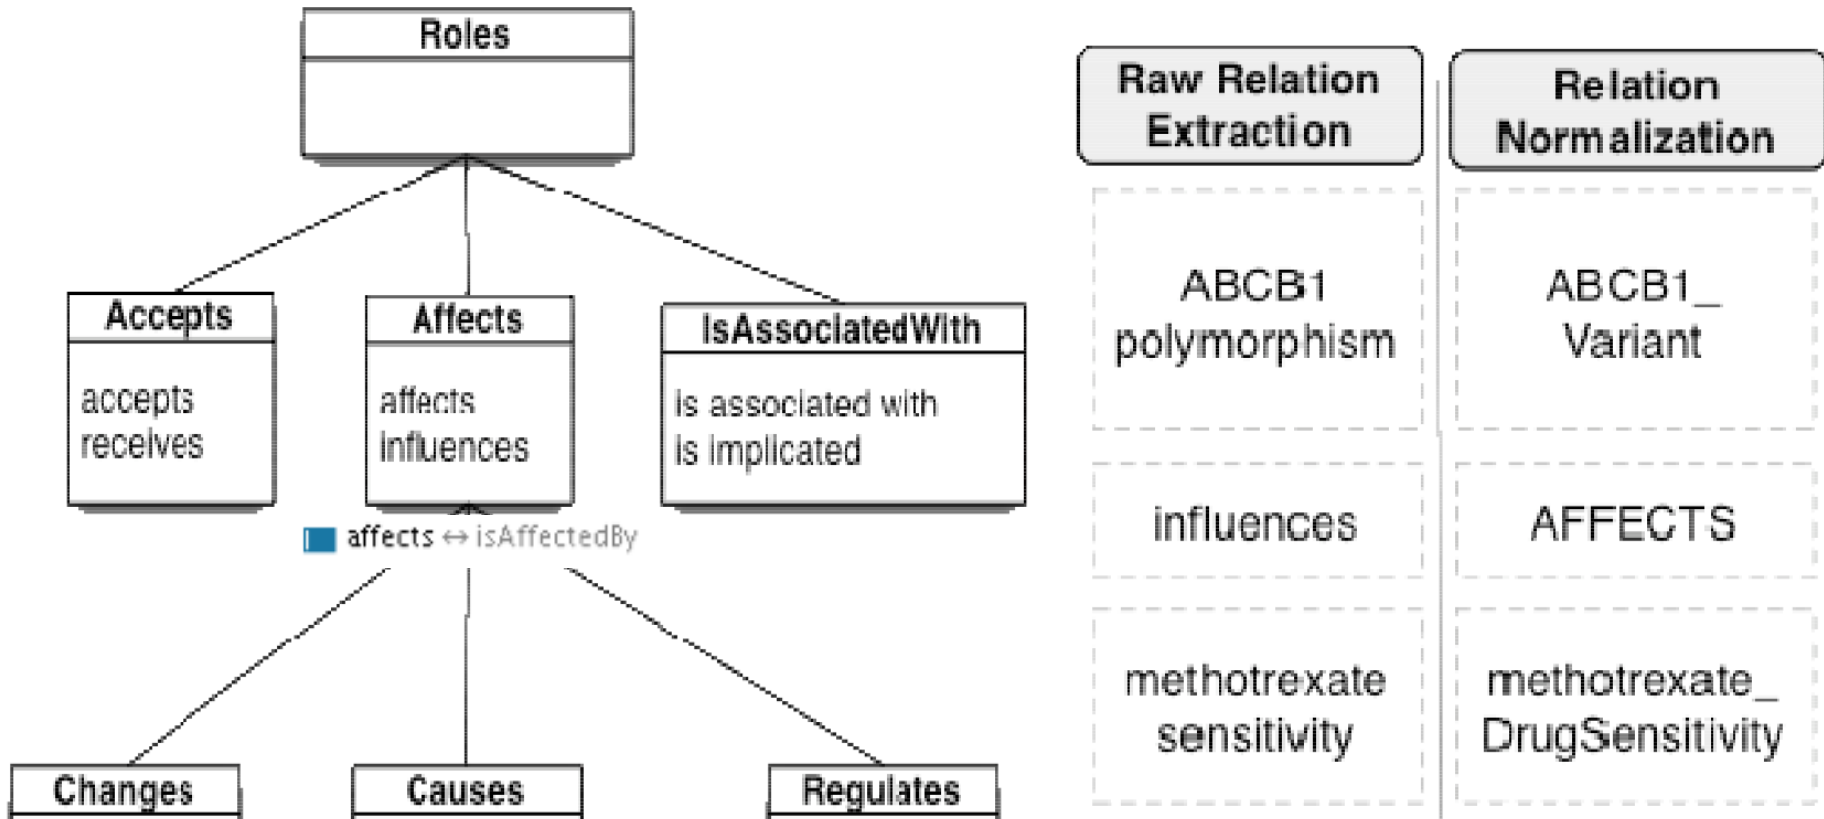 Roles
Accepts
accepts
receives
Affects
affects
influences
IsAssociatedWith
is associated with
is implicated
affects ↔ isAffectedBy
Changes
Causes
Regulates
Raw Relation
Extraction
Relation
Normalization
ABCB1
polymorphism
ABCB1_
Variant
influences
AFFECTS
methotrexate
sensitivity
methotrexate_
DrugSensitivity